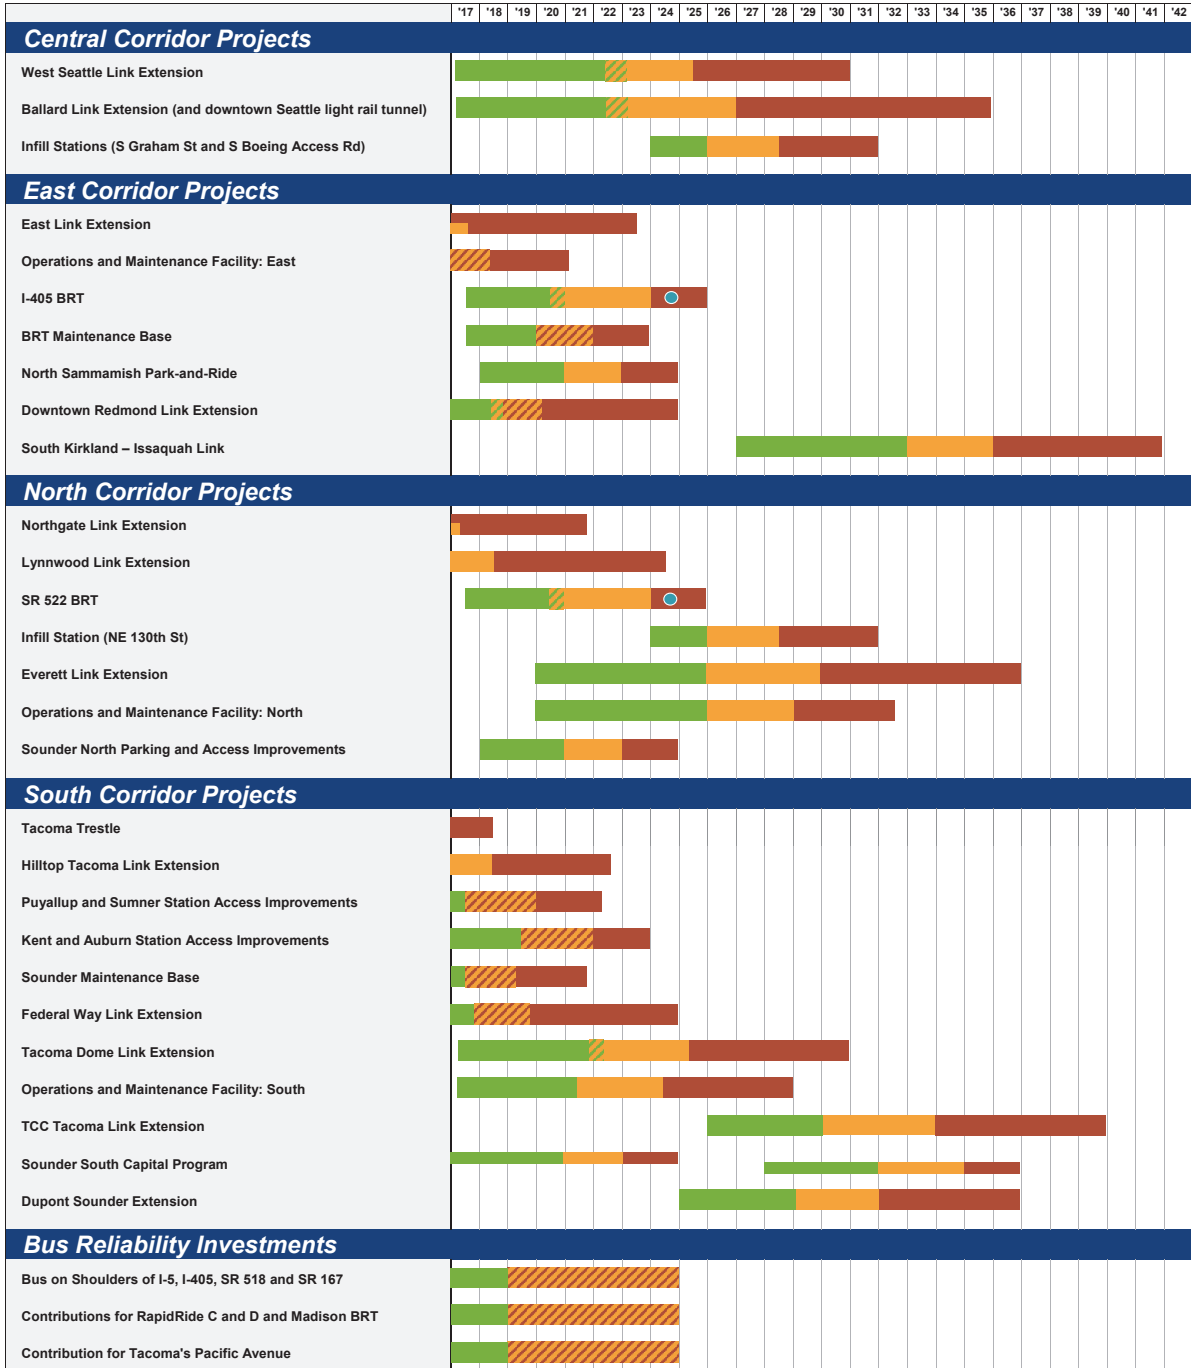 '17 '18 '19 '20 '21 '22 '23 '24 '25 '26 '27 '28 '29 '30 '31 '32 '33 '34 '35 '36 '37 '38 '39 '40 '41 '42
Central Corridor Projects
West Seattle Link Extension
Ballard Link Extension (and downtown Seattle light rail tunnel)
Infill Stations (S Graham St and S Boeing Access Rd)
East Corridor Projects
East Link Extension
Operations and Maintenance Facility: East
I-405 BRT
BRT Maintenance Base
North Sammamish Park-and-Ride
Downtown Redmond Link Extension
South Kirkland – Issaquah Link
North Corridor Projects
Northgate Link Extension
Lynnwood Link Extension
SR 522 BRT
Infill Station (NE 130th St)
Everett Link Extension
Operations and Maintenance Facility: North
Sounder North Parking and Access Improvements
South Corridor Projects
Tacoma Trestle
Hilltop Tacoma Link Extension
Puyallup and Sumner Station Access Improvements
Kent and Auburn Station Access Improvements
Sounder Maintenance Base
Federal Way Link Extension
Tacoma Dome Link Extension
Operations and Maintenance Facility: South
TCC Tacoma Link Extension
Sounder South Capital Program
Dupont Sounder Extension
Bus Reliability Investments
Bus on Shoulders of I-5, I-405, SR 518 and SR 167
Contributions for RapidRide C and D and Madison BRT
Contribution for Tacoma's Pacific Avenue